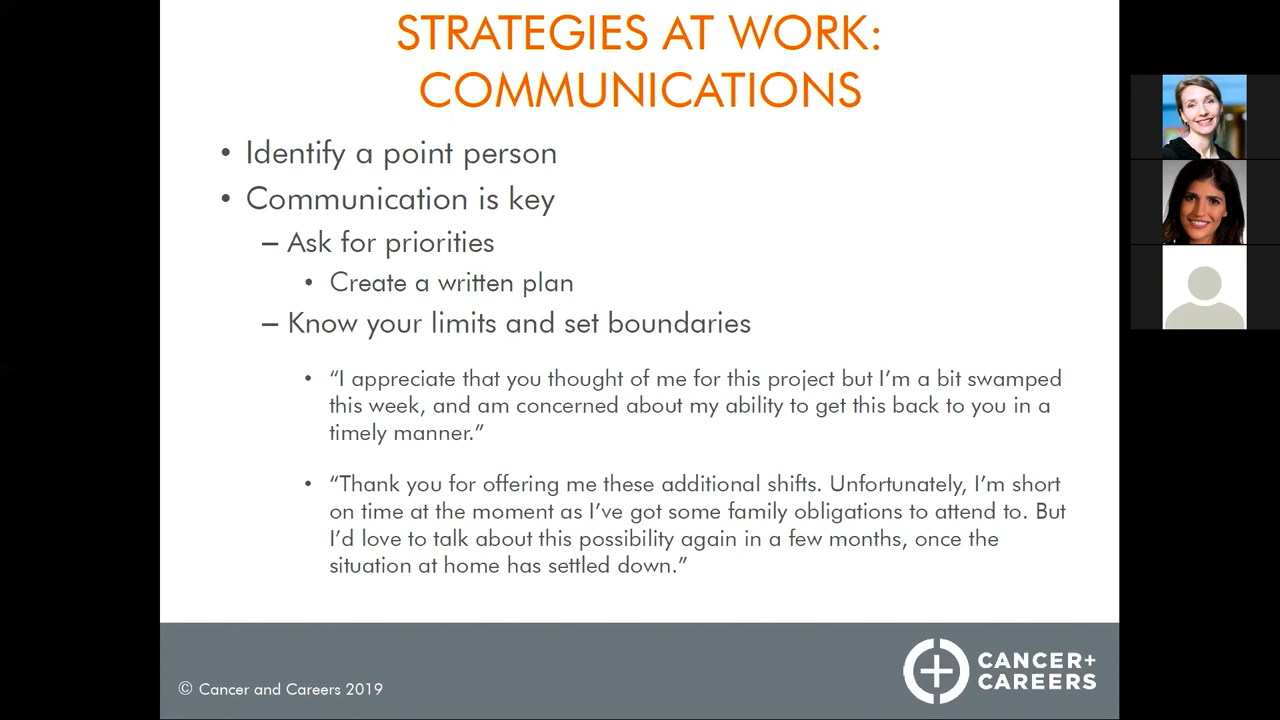 STRATEGIES AT WORK:
COMMUNICATIONS
• Identify a point person
• Communication is key
– Ask for priorities
• Create a written plan
– Know your limits and set boundaries
• “I appreciate that you thought of me for this project but I’m a bit swamped
this week, and am concerned about my ability to get this back to you in a
timely manner.”
• “Thank you for offering me these additional shifts. Unfortunately, I’m short
on time at the moment as I’ve got some family obligations to attend to. But
I’d love to talk about this possibility again in a few months, once the
situation at home has settled down.”
© Cancer and Careers 2019
CANCER+
CAREERS